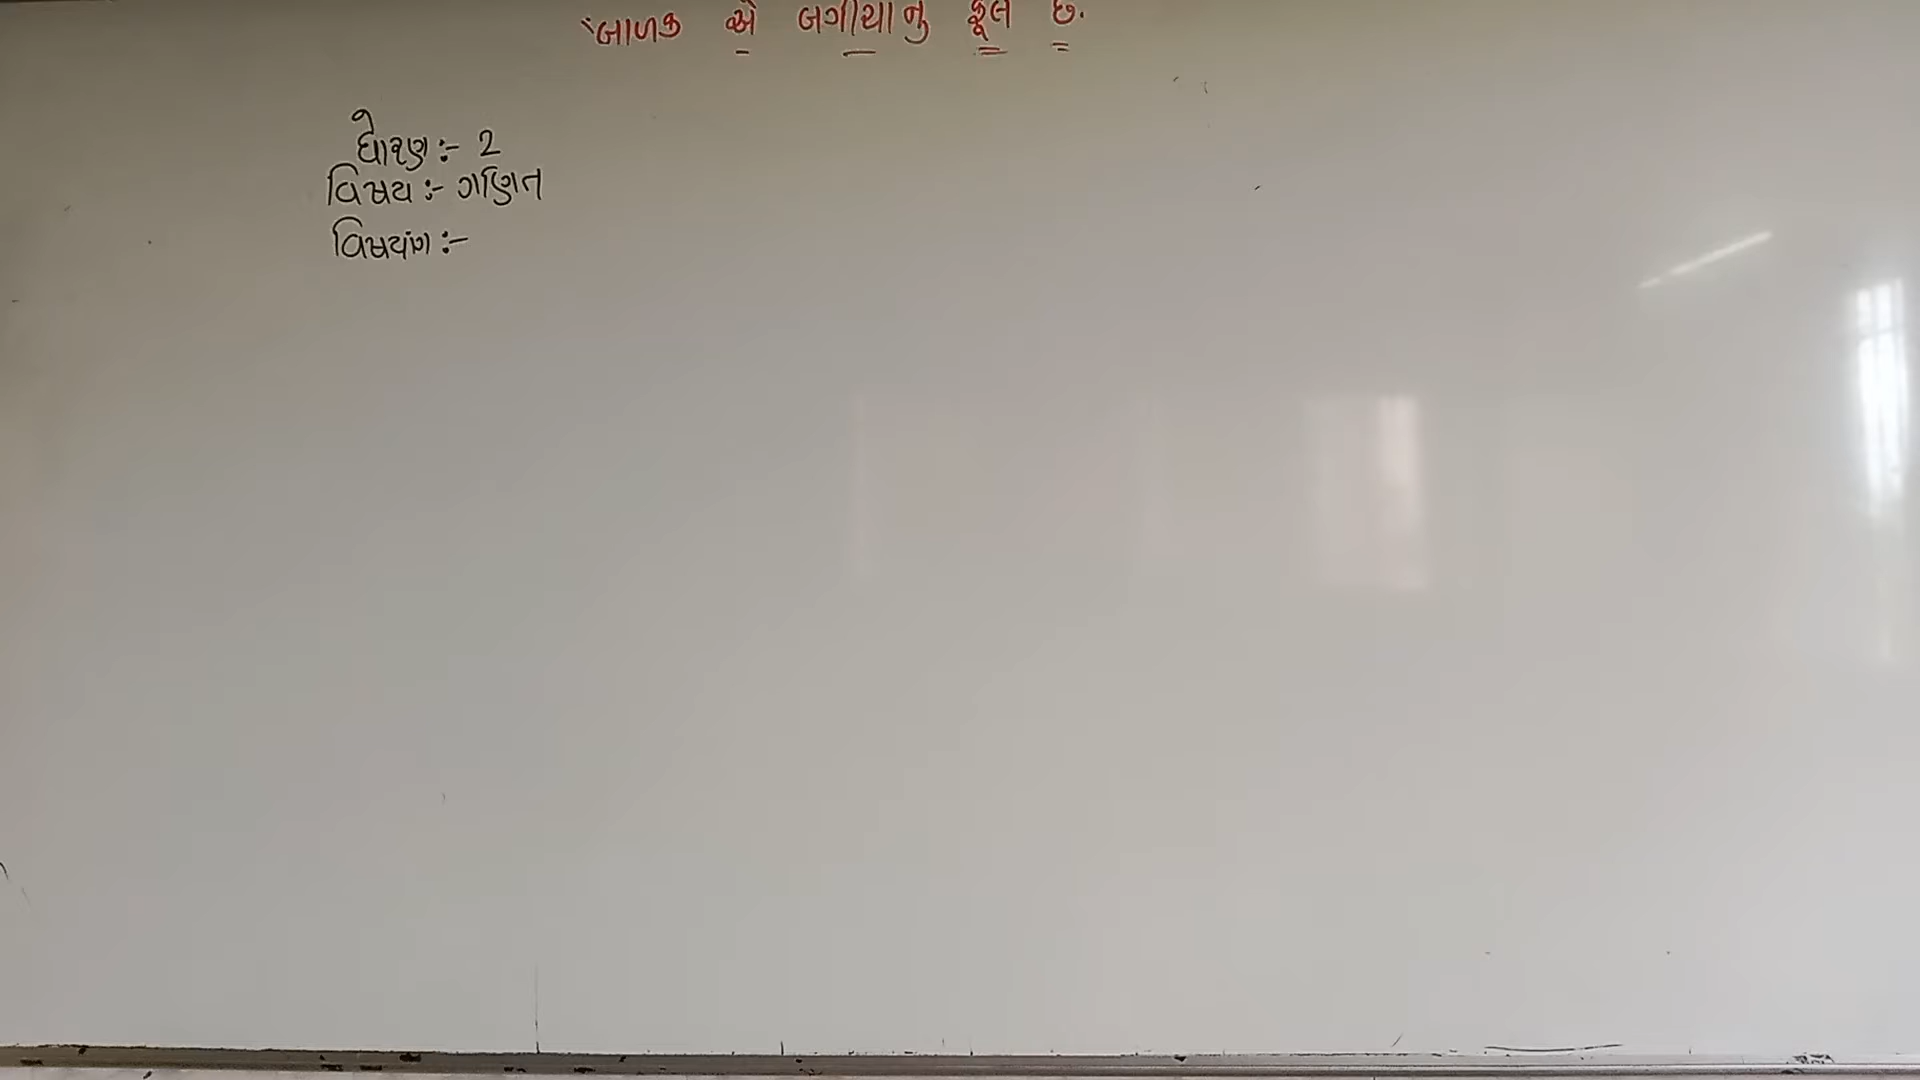 બાળક એ બગીચાનુ ફૂલ છે.
ધોરણ :- 2
વિષય :- ગણિત
વિષયાંગ :-